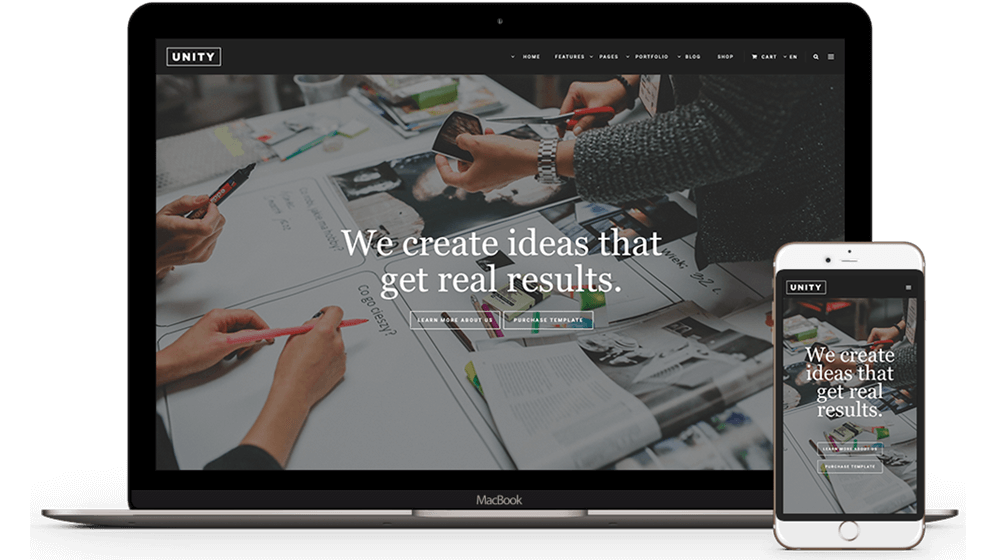 UNITY
HOME FEATURES PAGES PORTFOLIO BLOG SHOP CART EN
Co go cieszy?
We create ideas that
get real results.
LEARN MORE ABOUT US PURCHASE TEMPLATE
MacBook
UNITY
We create
ideas that
get real
results.
LEARN MORE ABOUT US
PURCHASE TEMPLATE